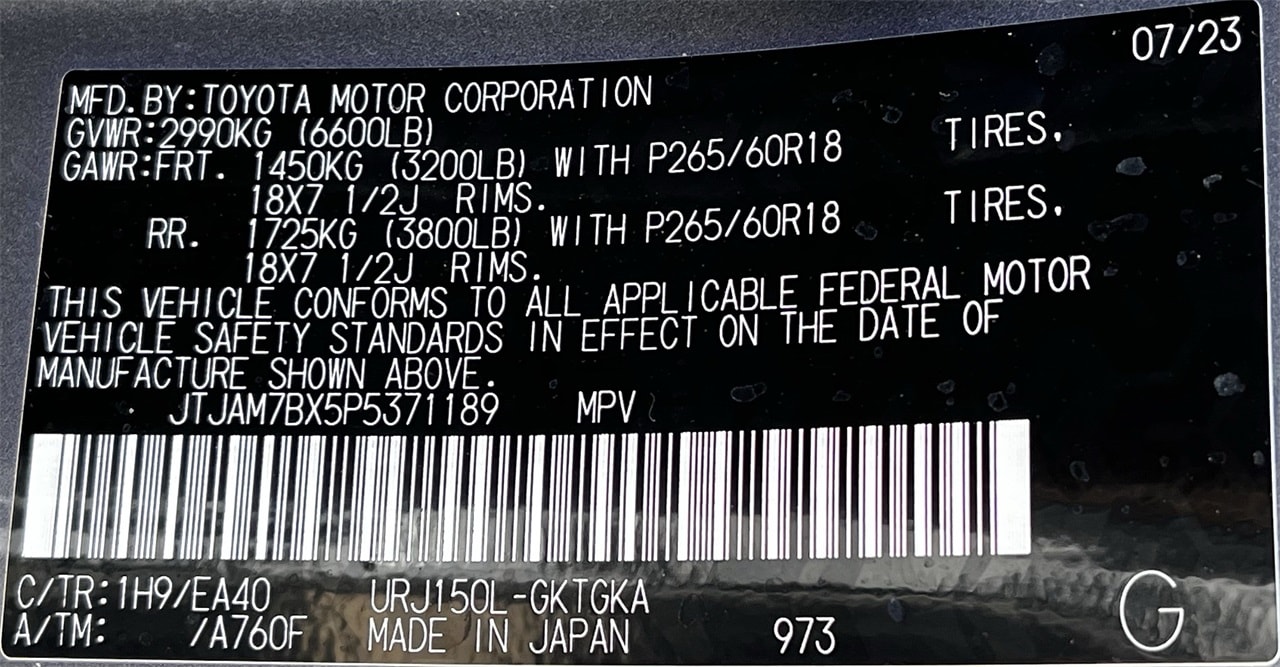 07/23
MFD.BY:TOYOTA MOTOR CORPORATION
GVWR:2990KG (6600LB)
GAWR:FRT. 1450KG (3200LB) WITH P265/60R18 TIRES.
18X7 1/2J RIMS.
RR. 1725KG (3800LB) WITH P265/60R18 TIRES.
18X7 1/2J RIMS.
THIS VEHICLE CONFORMS TO ALL APPLICABLE FEDERAL MOTOR
VEHICLE SAFETY STANDARDS IN EFFECT ON THE DATE OF
MANUFACTURE SHOWN ABOVE.
JTJAM7BX5P5371189 MPV
C/TR:1H9/EA40 URJ150L-GKTGKA
A/TM: /A760F MADE IN JAPAN 973
G